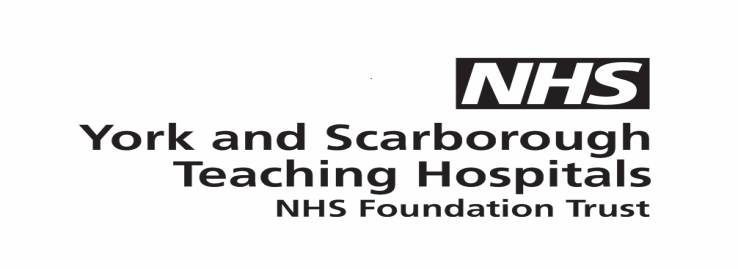 NHS
York and Scarborough
Teaching Hospitals
NHS Foundation Trust